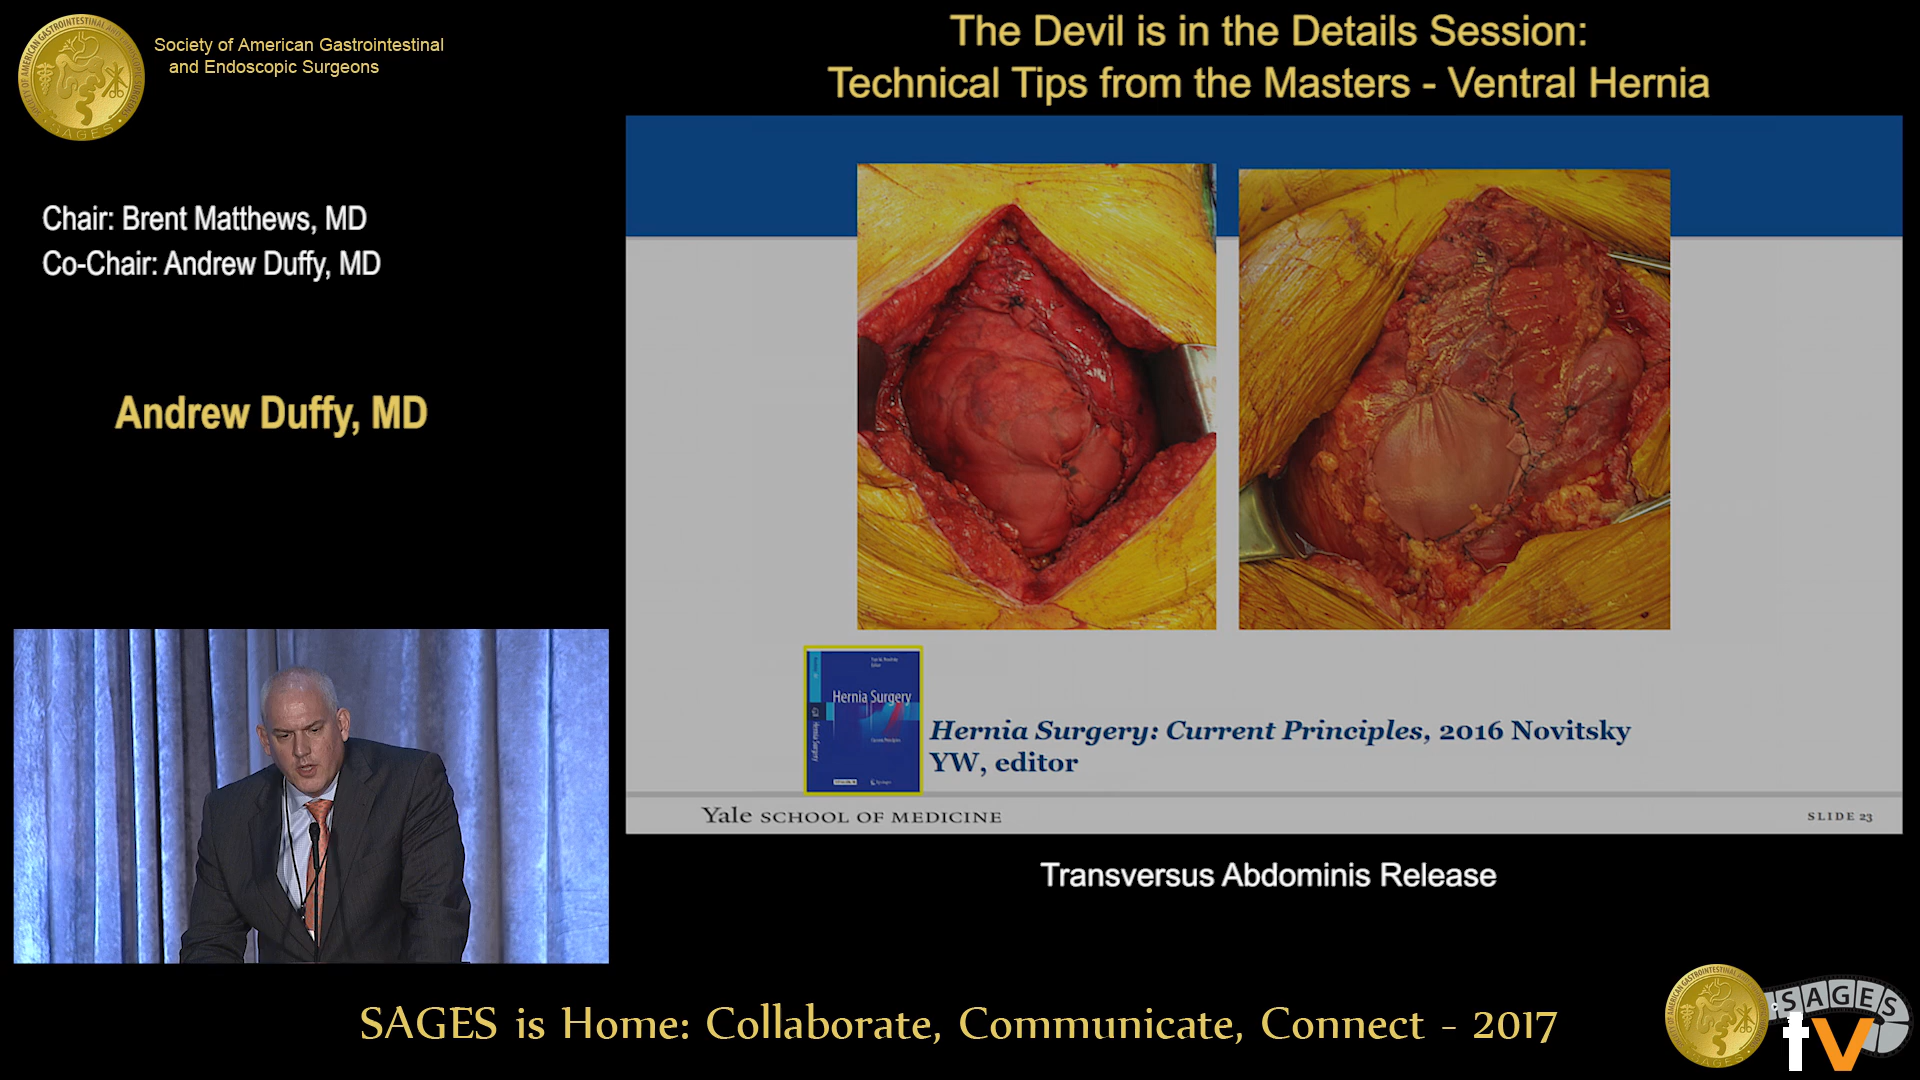 Society of American Gastrointestinal
and Endoscopic Surgeons
The Devil is in the Details Session:
Technical Tips from the Masters - Ventral Hernia
Chair: Brent Matthews, MD
Co-Chair: Andrew Duffy, MD
Andrew Duffy, MD
Hernia Surgery
Hernia Surgery: Current Principles, 2016 Novitsky
YW, editor
Yale SCHOOL OF MEDICINE
SLIDE 23
Transversus Abdominis Release
SAGES is Home: Collaborate, Communicate, Connect - 2017
SAGES
tv